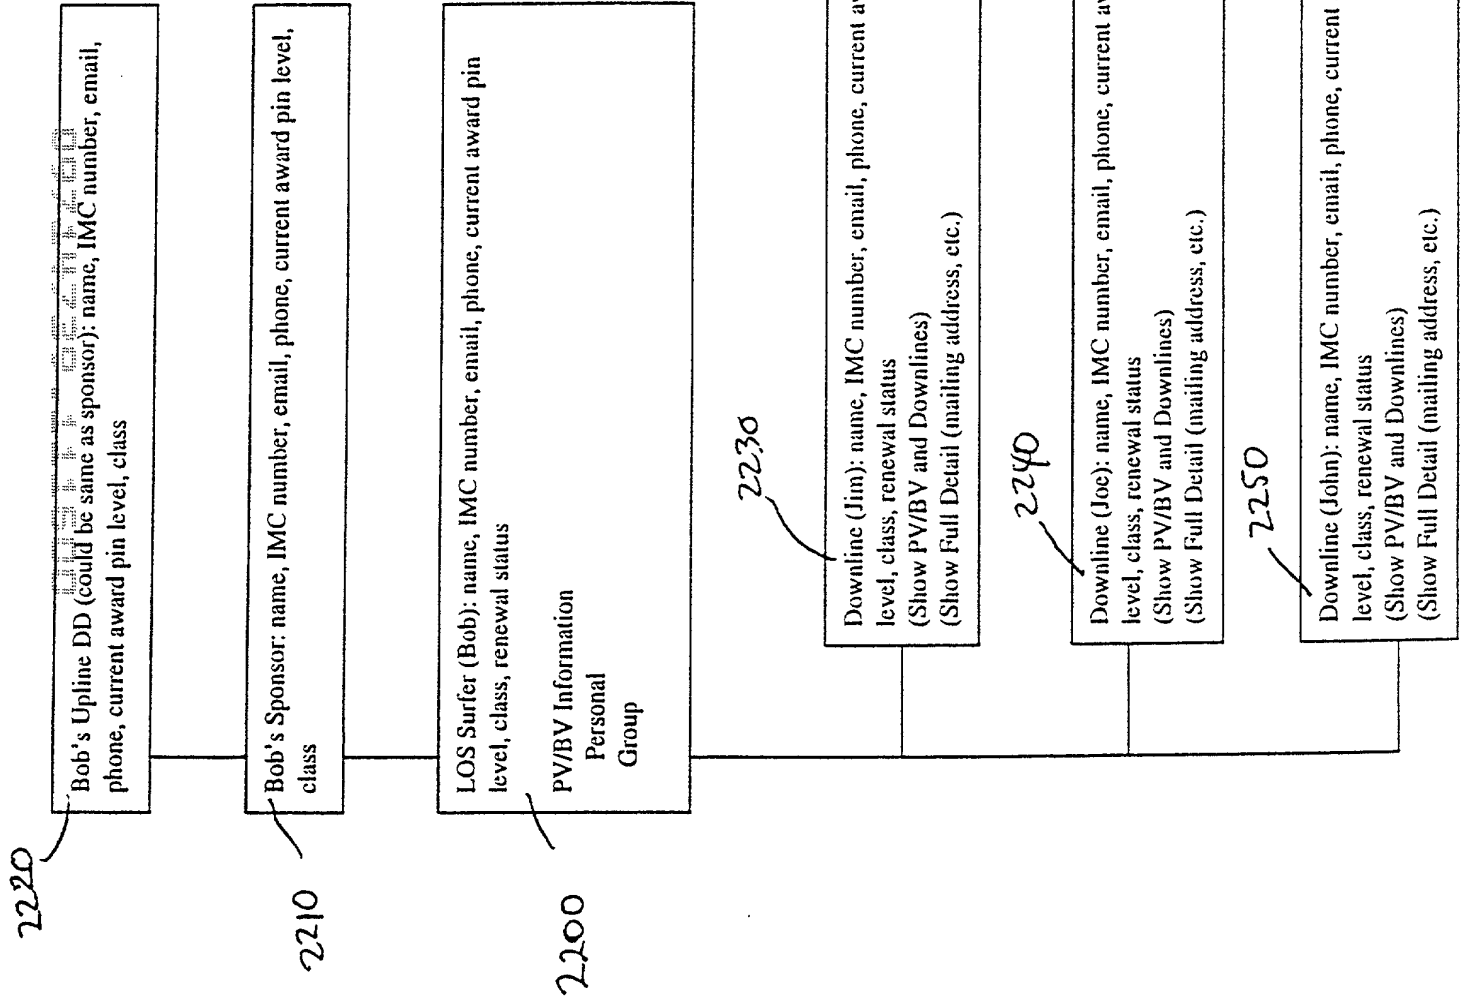 2220
Bob's Upline DD (could be same as sponsor): name, IMC number, email,
phone, current award pin level, class
2210
Bob's Sponsor: name, IMC number, email, phone, current award pin level,
class
2200
LOS Surfer (Bob): name, IMC number, email, phone, current award pin
level, class, renewal status
PV/BV Information
Personal
Group
2230
Downline (Jim): name, IMC number, email, phone, current
level, class, renewal status
(Show PV/BV and Downlines)
(Show Full Detail (mailing address, etc.)
2240
Downline (Joe): name, IMC number, email, phone, current
level, class, renewal status
(Show PV/BV and Downlines)
(Show Full Detail (mailing address, etc.)
2250
Downline (John): name, IMC number, email, phone, current
level, class, renewal status
(Show PV/BV and Downlines)
(Show Full Detail (mailing address, etc.)